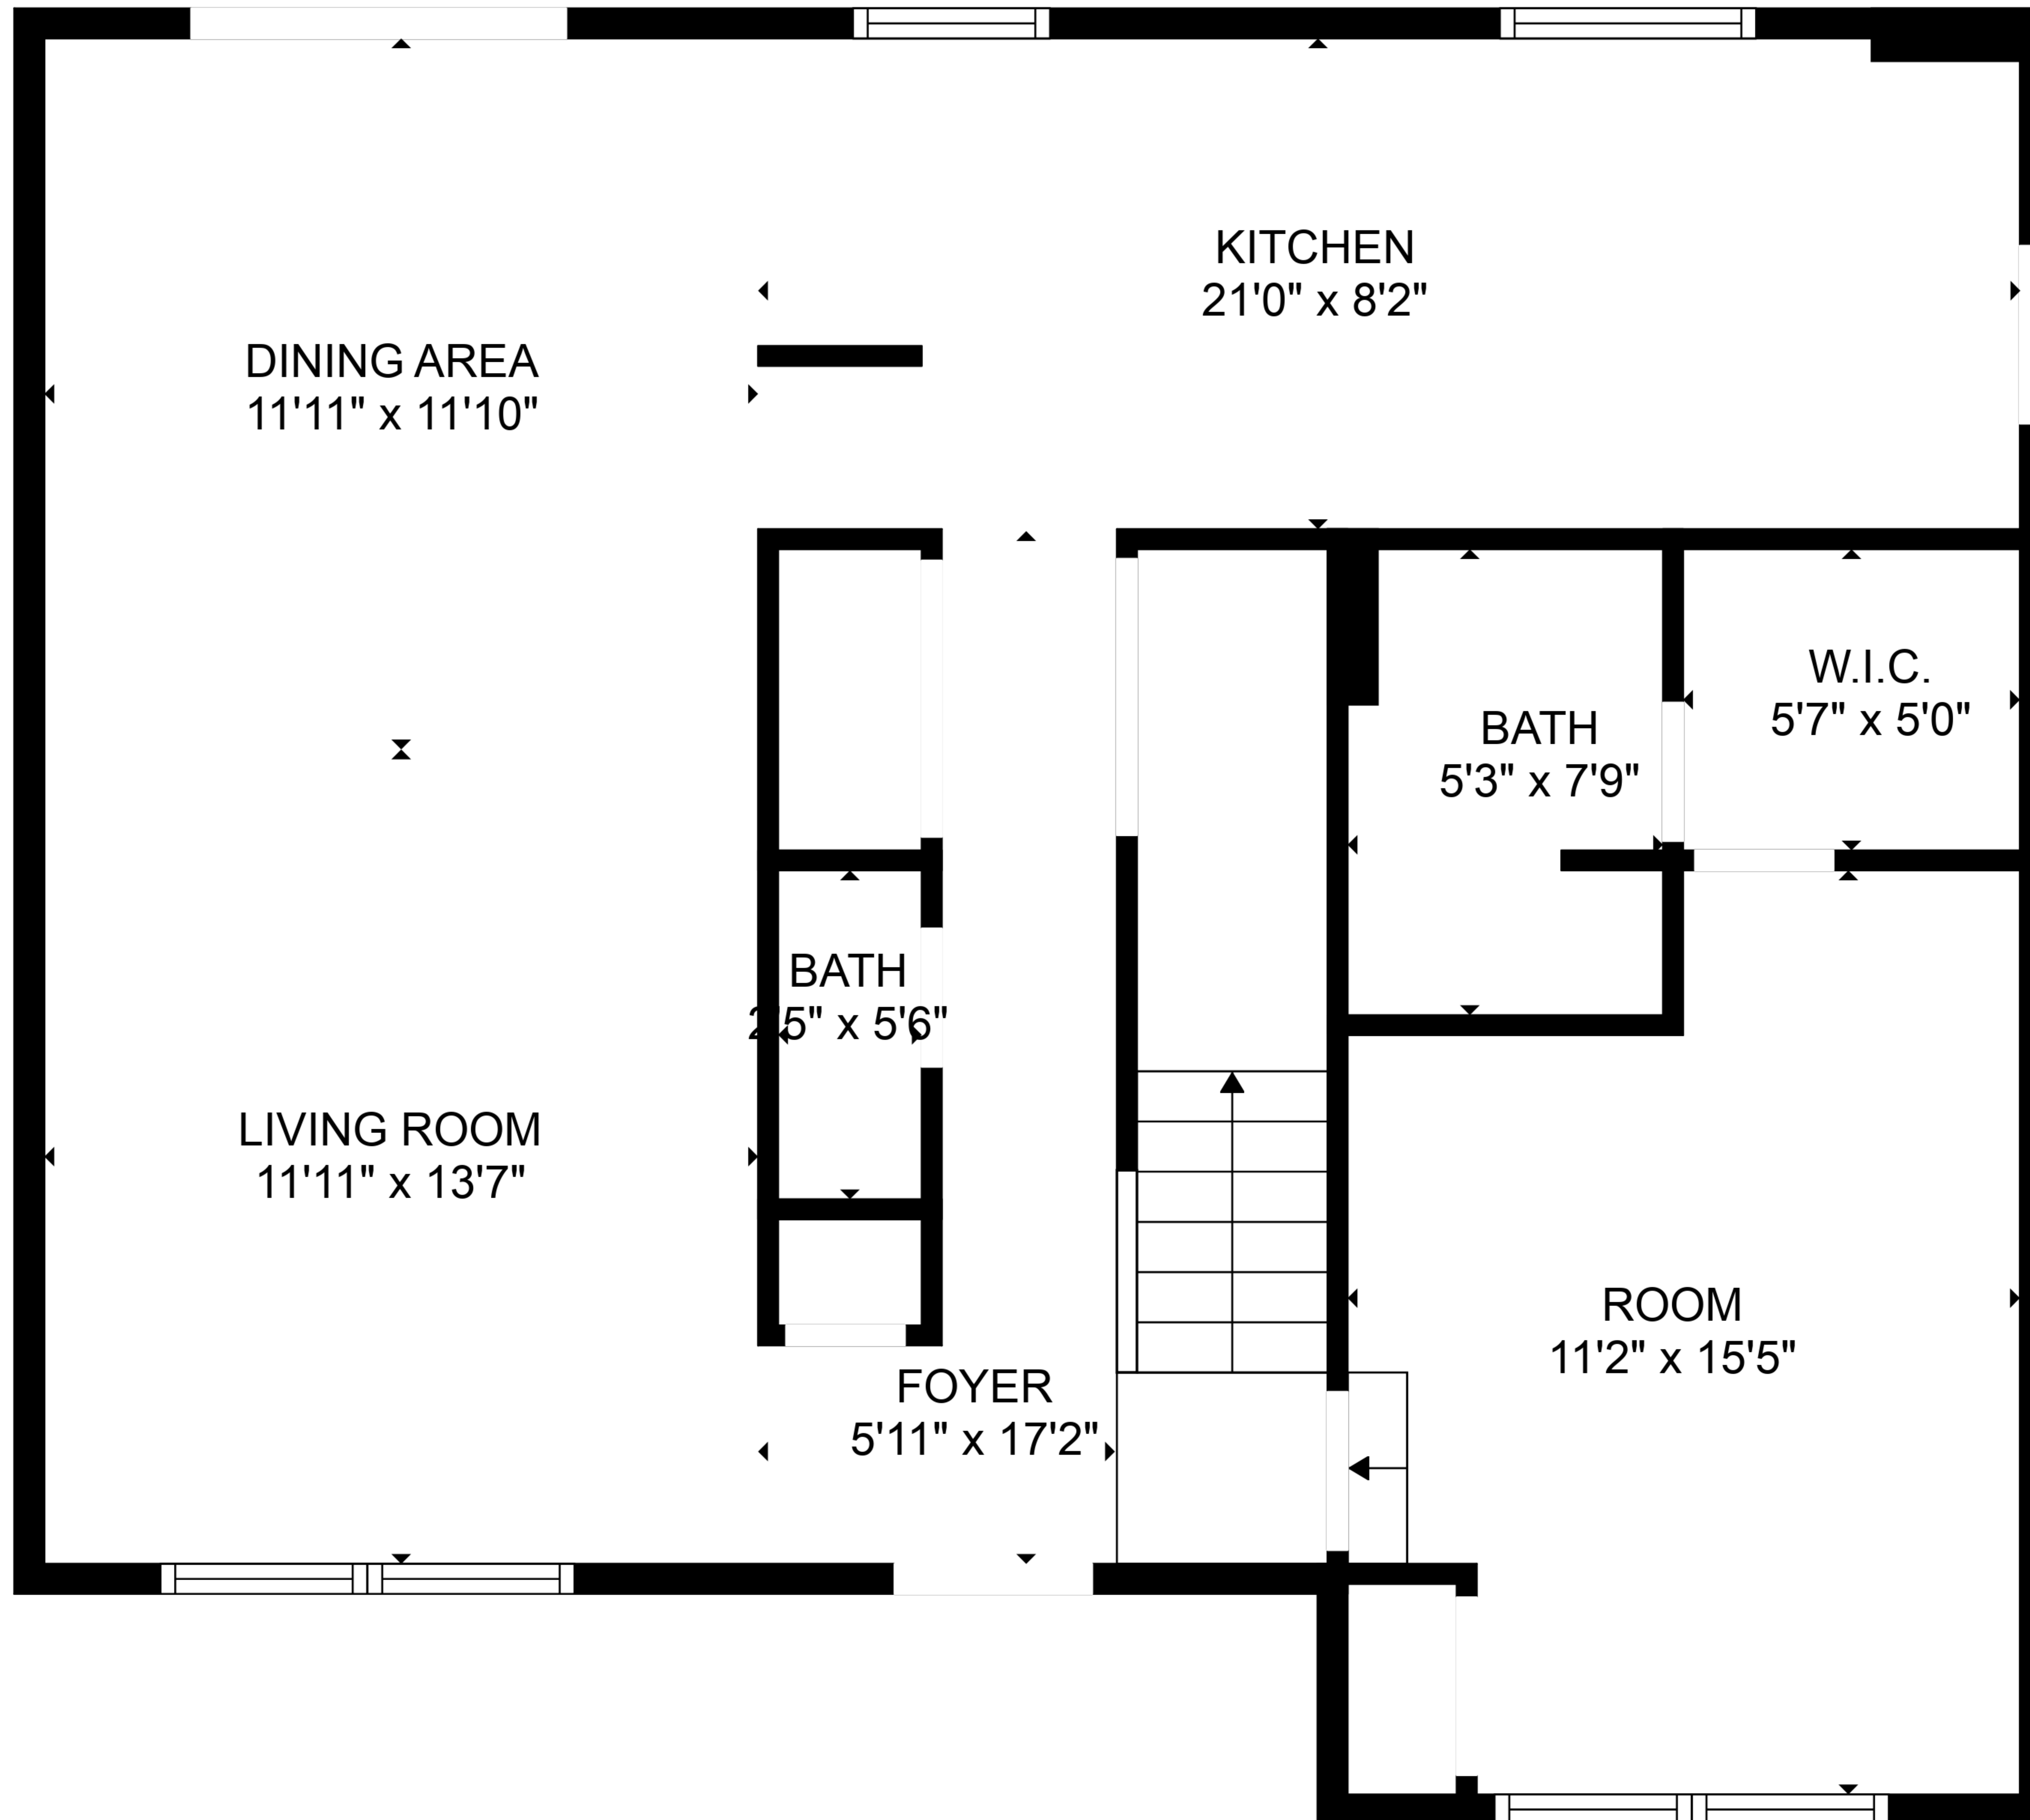 KITCHEN
21'0" x 8'2"
DINING AREA
11'11" x 11'10"
W.I.C.
5'7" x 5'0"
BATH
5'3" x 7'9"
BATH
2'5" x 5'6"
LIVING ROOM
11'11" x 13'7"
ROOM
11'2" x 15'5"
FOYER
5'11" x 17'2"